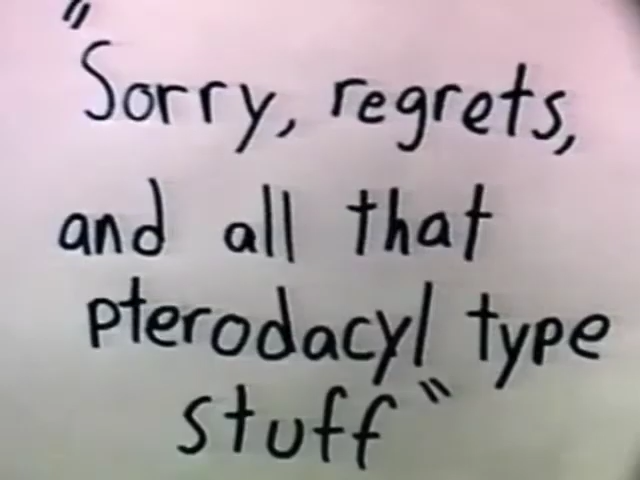 "Sorry, regrets,
and all that
pterodacyl type
stuff"